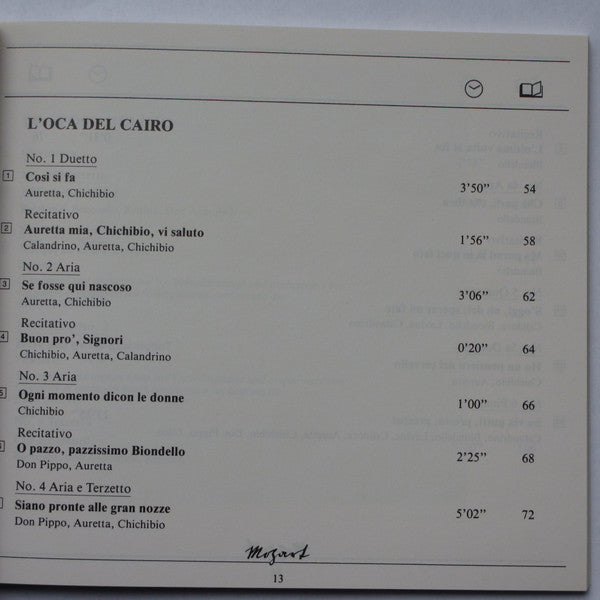 L'OCA DEL CAIRO
No. 1 Duetto
1 Cosi si fa 3'50" 54
Auretta, Chichibio
Recitativo
2 Auretta mia, Chichibio, vi saluto 1'56" 58
Calandrino, Auretta, Chichibio
No. 2 Aria
3 Se fosse qui nascoso 3'06" 62
Auretta, Chichibio
Recitativo
4 Buon pro', Signori 0'20" 64
Chichibio, Auretta, Calandrino
No. 3 Aria
5 Ogni momento dicon le donne 1'00" 66
Chichibio
Recitativo
O pazzo, pazzissimo Biondello 2'25" 68
Don Pippo, Auretta
No. 4 Aria e Terzetto
Siano pronte alle gran nozze 5'02" 72
Don Pippo, Auretta, Chichibio
Mozart
13